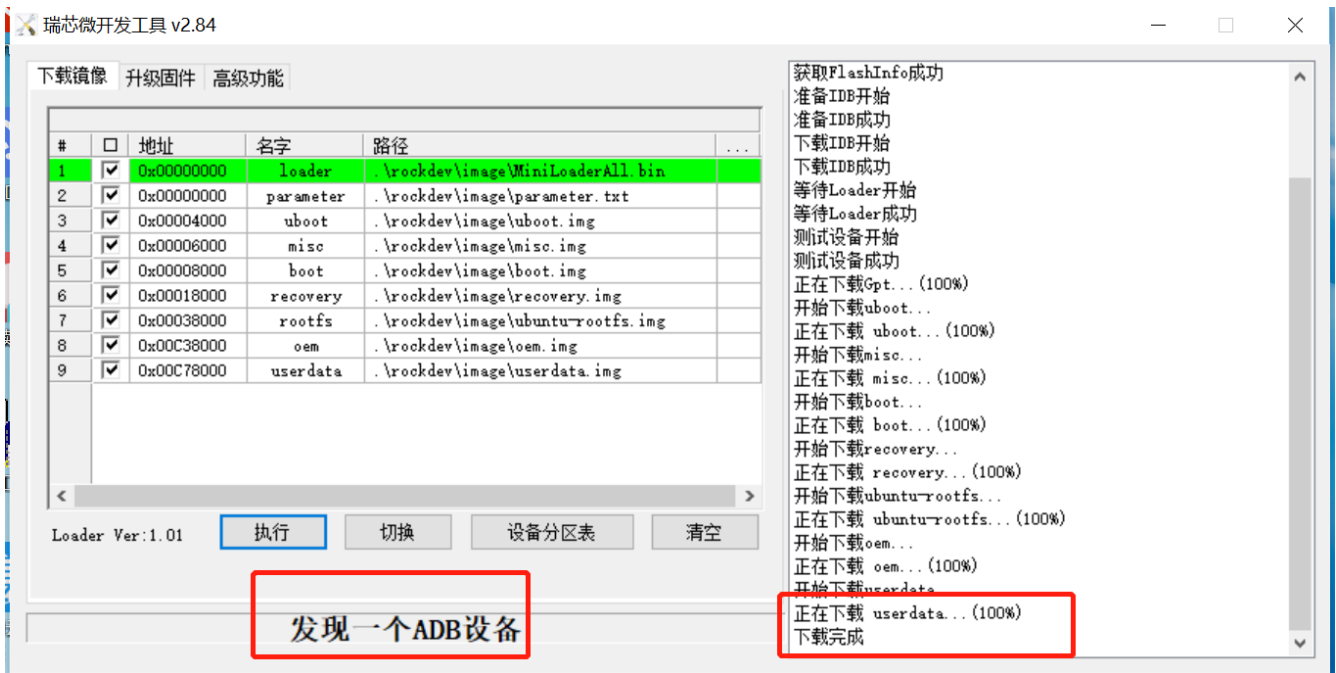 瑞芯微开发工具 v2.84
下载镜像 升级固件 高级功能
# 地址 名字 路径 ...
1 0x00000000 loader .\rockdev\image\MiniLoaderAll.bin
2 0x00000000 parameter .\rockdev\image\parameter.txt
3 0x00004000 uboot .\rockdev\image\uboot.img
4 0x00006000 misc .\rockdev\image\misc.img
5 0x00008000 boot .\rockdev\image\boot.img
6 0x00018000 recovery .\rockdev\image\recovery.img
7 0x00038000 rootfs .\rockdev\image\ubuntu-rootfs.img
8 0x00C38000 oem .\rockdev\image\oem.img
9 0x00C78000 userdata .\rockdev\image\userdata.img
Loader Ver:1.01 执行 切换 设备分区表 清空
发现一个ADB设备
获取FlashInfo成功
准备IDB开始
准备IDB成功
下载IDB开始
下载IDB成功
等待Loader开始
等待Loader成功
测试设备开始
测试设备成功
正在下载Gpt...(100%)
开始下载uboot...
正在下载 uboot...(100%)
开始下载misc...
正在下载 misc...(100%)
开始下载boot...
正在下载 boot...(100%)
开始下载recovery...
正在下载 recovery...(100%)
开始下载ubuntu-rootfs...
正在下载 ubuntu-rootfs...(100%)
开始下载oem...
正在下载 oem...(100%)
开始下载userdata
正在下载 userdata...(100%)
下载完成